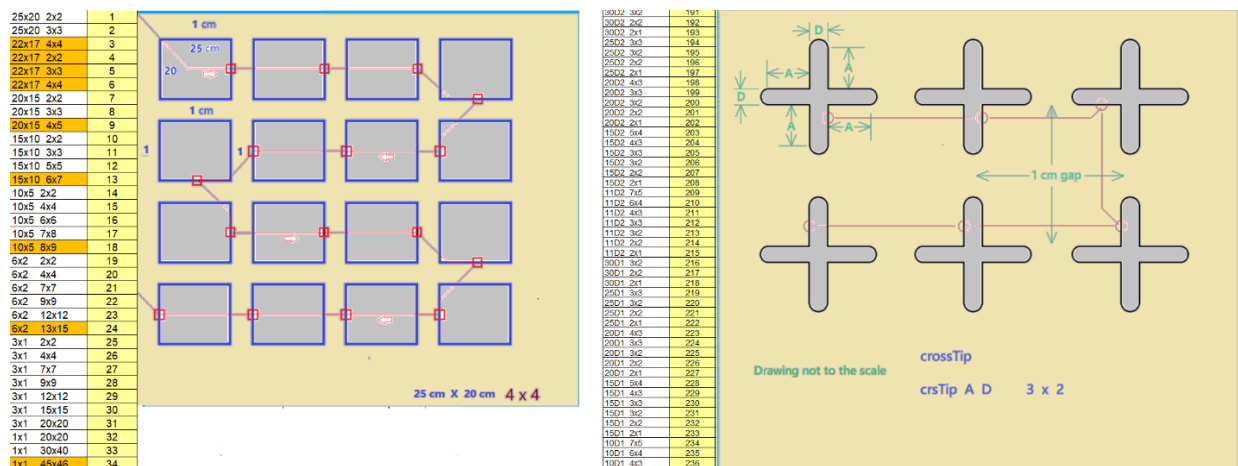 25x20 2x2 1
25x20 3x3 2
22x17 4x4 3
22x17 2x2 4
22x17 3x3 5
22x17 4x4 6
20x15 2x2 7
20x15 3x3 8
20x15 4x5 9
15x10 2x2 10
15x10 3x3 11
15x10 5x5 12
15x10 6x7 13
10x5 2x2 14
10x5 4x4 15
10x5 6x6 16
10x5 7x8 17
10x5 8x9 18
6x2 2x2 19
6x2 4x4 20
6x2 7x7 21
6x2 9x9 22
6x2 12x12 23
6x2 13x15 24
3x1 2x2 25
3x1 4x4 26
3x1 7x7 27
3x1 9x9 28
3x1 12x12 29
3x1 15x15 30
3x1 20x20 31
1x1 20x20 32
1x1 30x40 33
1x1 45x46 34
1 cm
25 cm
20
1 cm
1
1
25 cm X 20 cm 4 x 4
30D2 3x2 191
30D2 2x2 192
30D2 2x1 193
25D2 3x3 194
25D2 3x2 195
25D2 2x2 196
25D2 2x1 197
20D2 4x3 198
20D2 3x3 199
20D2 3x2 200
20D2 2x2 201
20D2 2x1 202
15D2 5x4 203
15D2 4x3 204
15D2 3x3 205
15D2 3x2 206
15D2 2x2 207
15D2 2x1 208
11D2 7x5 209
11D2 6x4 210
11D2 4x3 211
11D2 3x3 212
11D2 3x2 213
11D2 2x2 214
11D2 2x1 215
30D1 3x2 216
30D1 2x2 217
30D1 2x1 218
25D1 3x3 219
25D1 3x2 220
25D1 2x2 221
25D1 2x1 222
20D1 4x3 223
20D1 3x3 224
20D1 3x2 225
20D1 2x2 226
20D1 2x1 227
15D1 5x4 228
15D1 4x3 229
15D1 3x3 230
15D1 3x2 231
15D1 2x2 232
15D1 2x1 233
10D1 7x5 234
10D1 6x4 235
10D1 4x3 236
D
A
A
D
A
A
1 cm gap
Drawing not to the scale
crossTip
crsTip A D 3 x 2